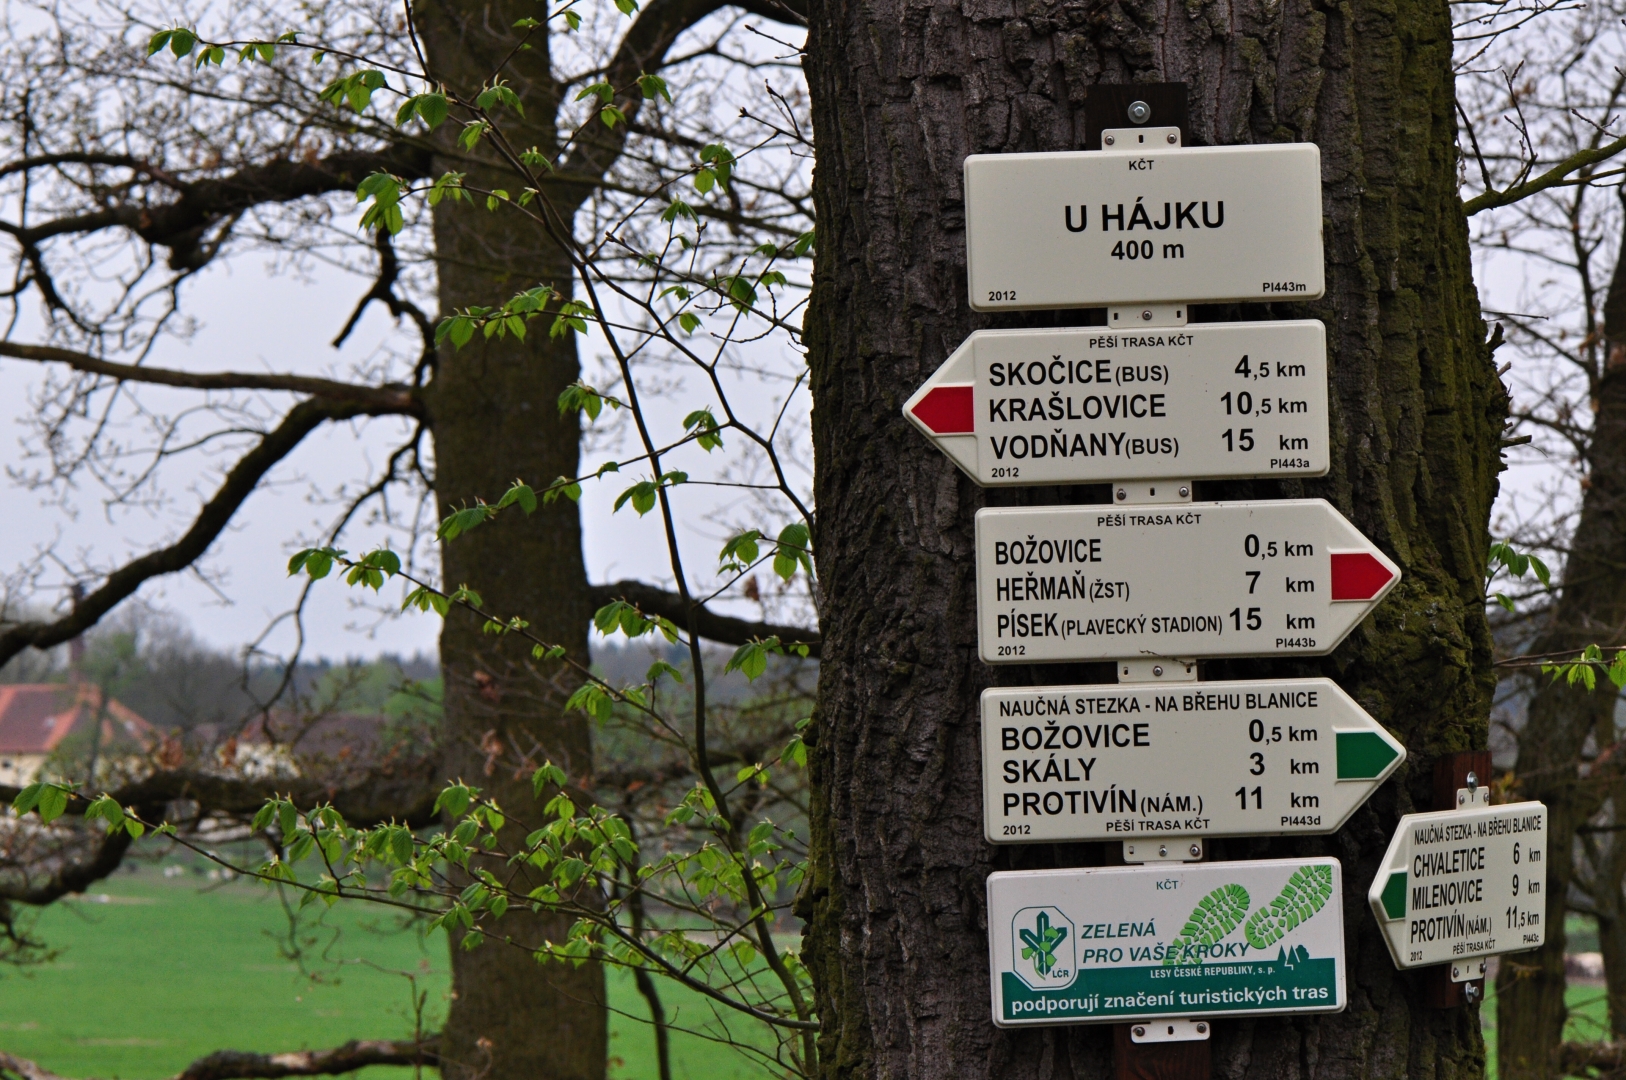 KČT
U HÁJKU
400 m
2012 PI443m
PĚŠÍ TRASA KČT
SKOČICE (BUS) 4,5 km
KRAŠLOVICE 10,5 km
VODŇANY (BUS) 15 km
2012 PI443a
PĚŠÍ TRASA KČT
BOŽOVICE 0,5 km
HEŘMAŇ (ŽST) 7 km
PÍSEK (PLAVECKÝ STADION) 15 km
2012 PI443b
NAUČNÁ STEZKA - NA BŘEHU BLANICE
BOŽOVICE 0,5 km
SKÁLY 3 km
PROTIVÍN (NÁM.) 11 km
2012 PĚŠÍ TRASA KČT PI443d
NAUČNÁ STEZKA - NA BŘEHU BLANICE
CHVALETICE 6 km
MILENOVICE 9 km
PROTIVÍN (NÁM.) 11,5 km
2012 PĚŠÍ TRASA KČT PI443c
KČT
ZELENÁ
PRO VAŠE KROKY
LČR
LESY ČESKÉ REPUBLIKY, s. p.
podporují značení turistických tras